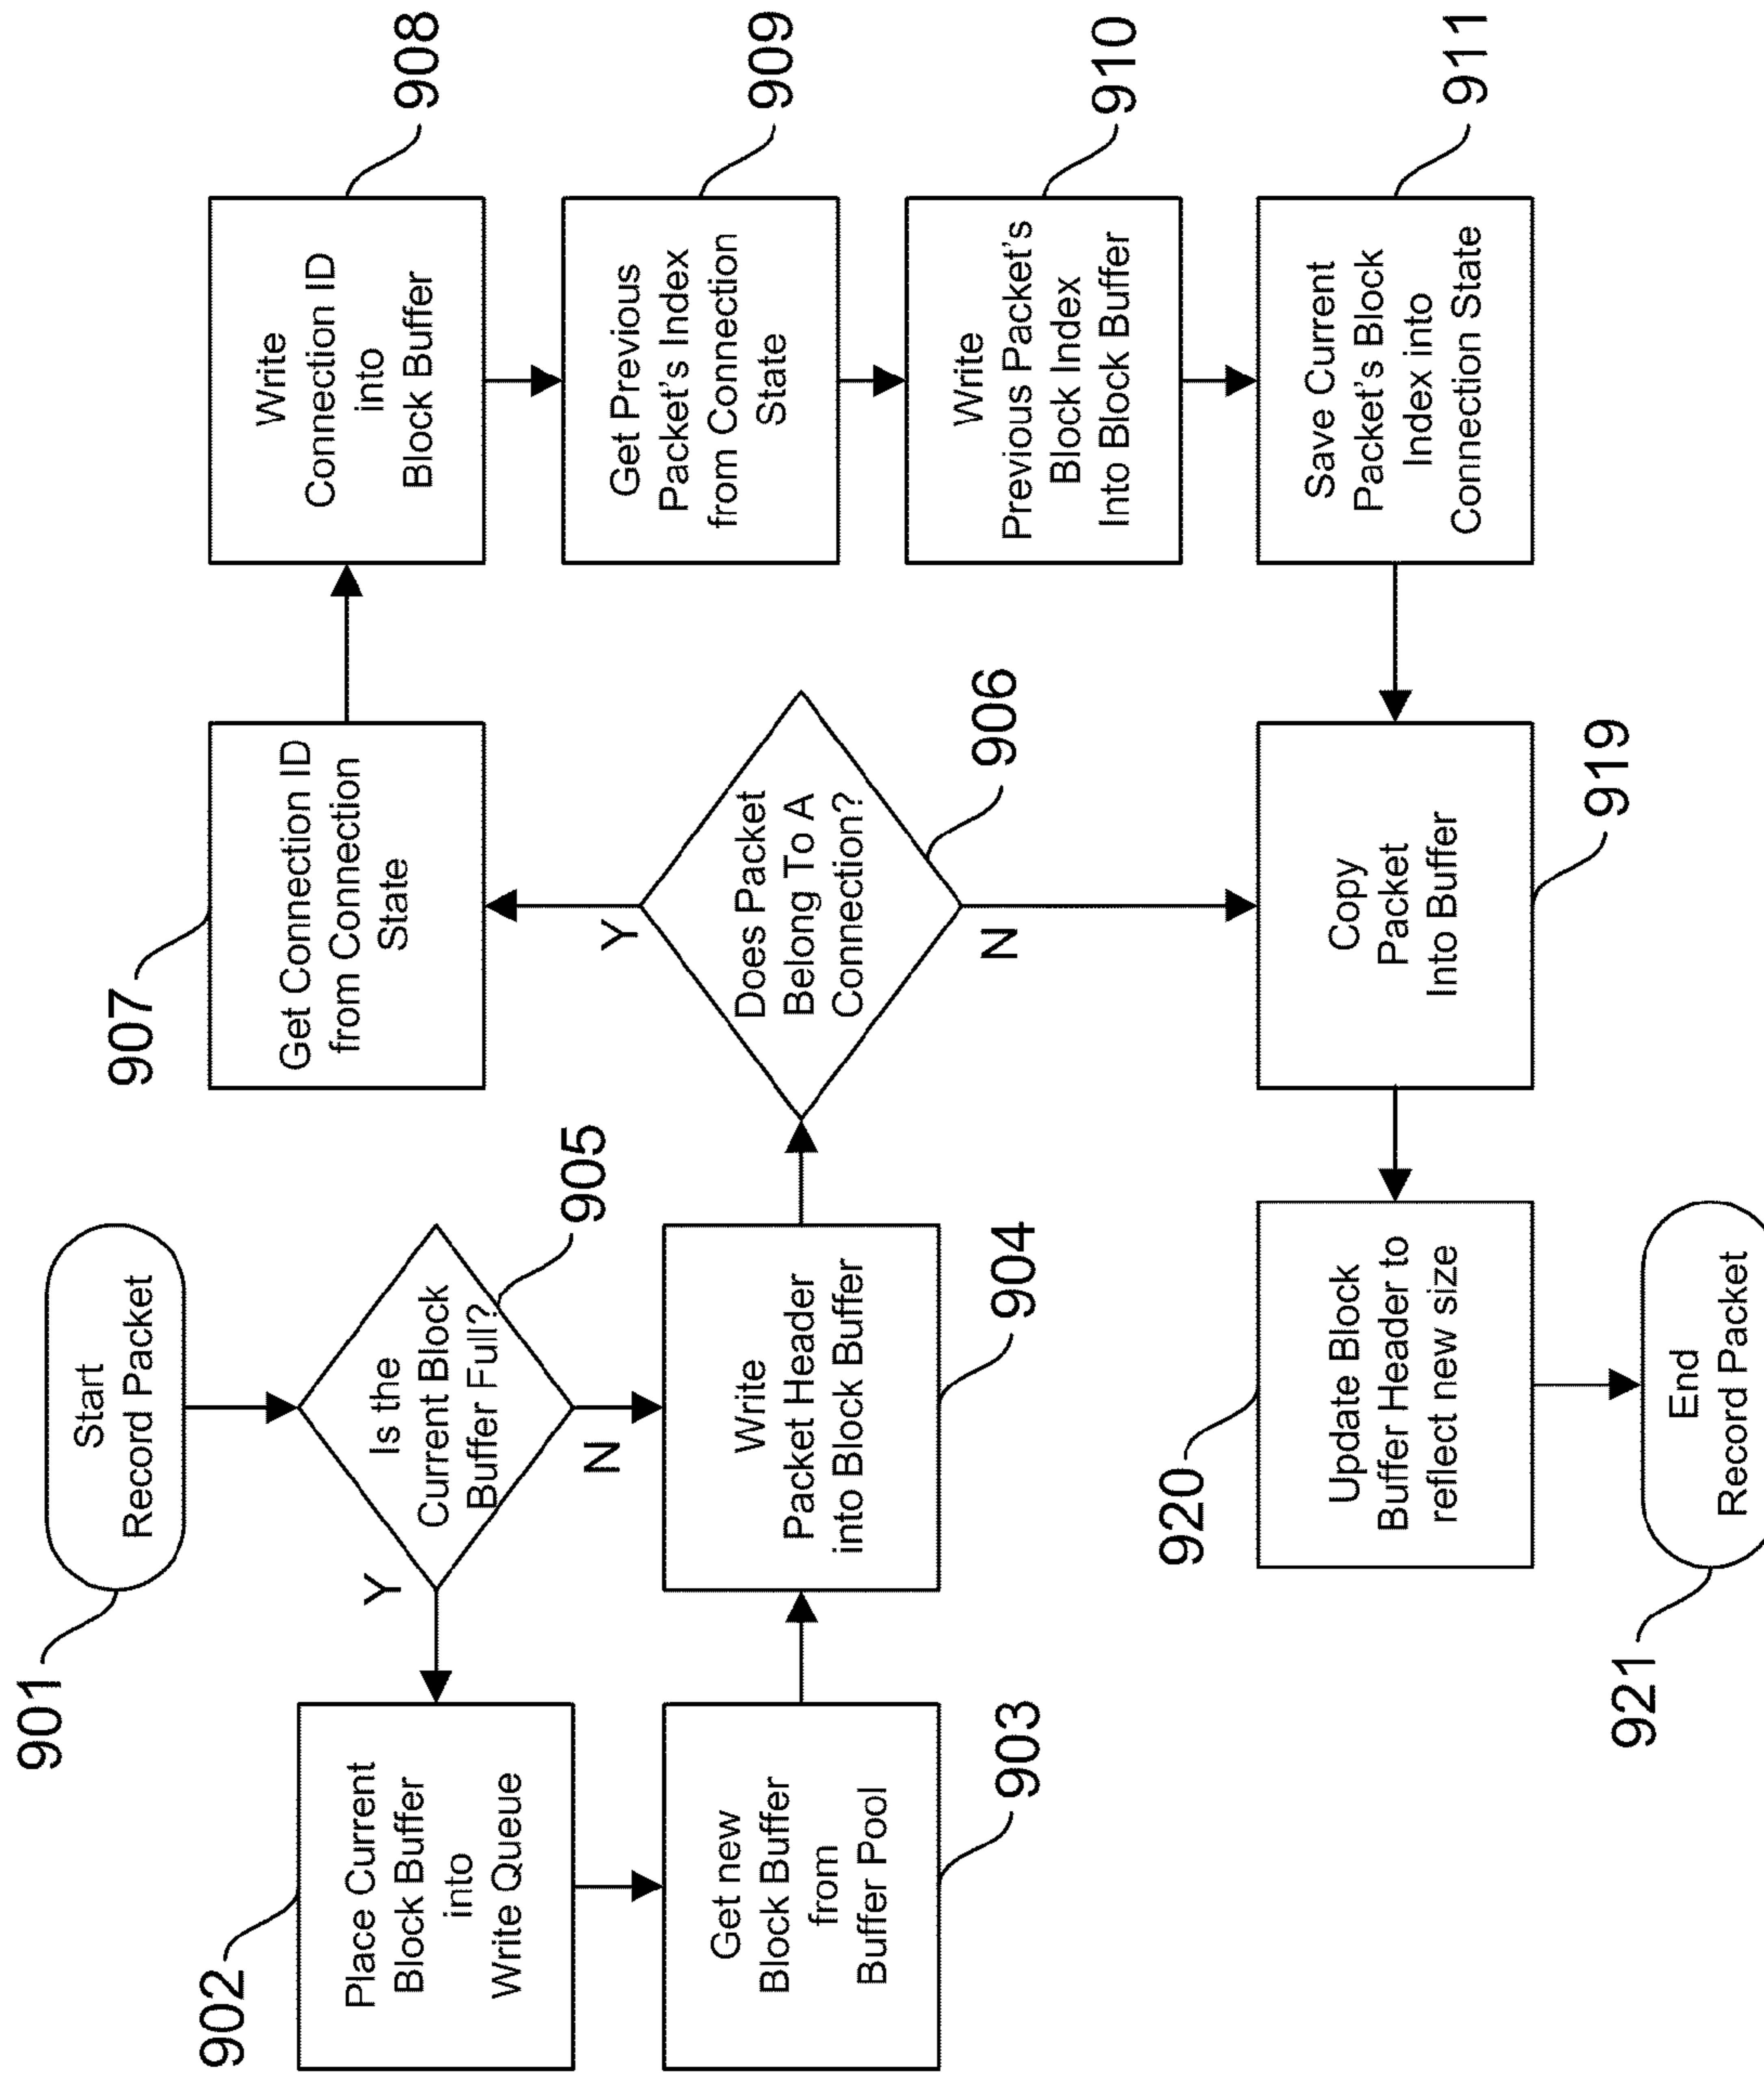 901
Start
Record Packet
Is the
Current Block
Buffer Full?
905
Y
N
902
Place Current
Block Buffer
into
Write Queue
903
Get new
Block Buffer
from
Buffer Pool
904
Write
Packet Header
into Block Buffer
906
Does Packet
Belong To A
Connection?
Y
N
907
Get Connection ID
from Connection
State
908
Write
Connection ID
into
Block Buffer
909
Get Previous
Packet's Index
from Connection
State
910
Write
Previous Packet's
Block Index
Into Block Buffer
911
Save Current
Packet's Block
Index into
Connection State
919
Copy
Packet
Into Buffer
920
Update Block
Buffer Header to
reflect new size
921
End
Record Packet